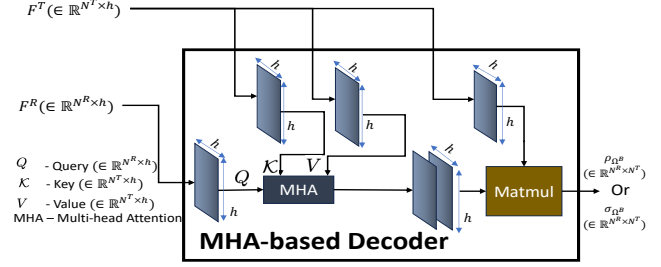 F^T(∈ ℝ^{N^T×h})
h
h
h
h
h
h
F^R(∈ ℝ^{N^R×h})
Q - Query (∈ ℝ^{N^R×h})
𝒦 - Key (∈ ℝ^{N^T×h})
V - Value (∈ ℝ^{N^T×h})
MHA – Multi-head Attention
h
h
Q
𝒦
V
MHA
h
h
Matmul
ρ_{Ω^B}
(∈ ℝ^{N^R×N^T})
Or
σ_{Ω^B}
(∈ ℝ^{N^R×N^T})
MHA-based Decoder